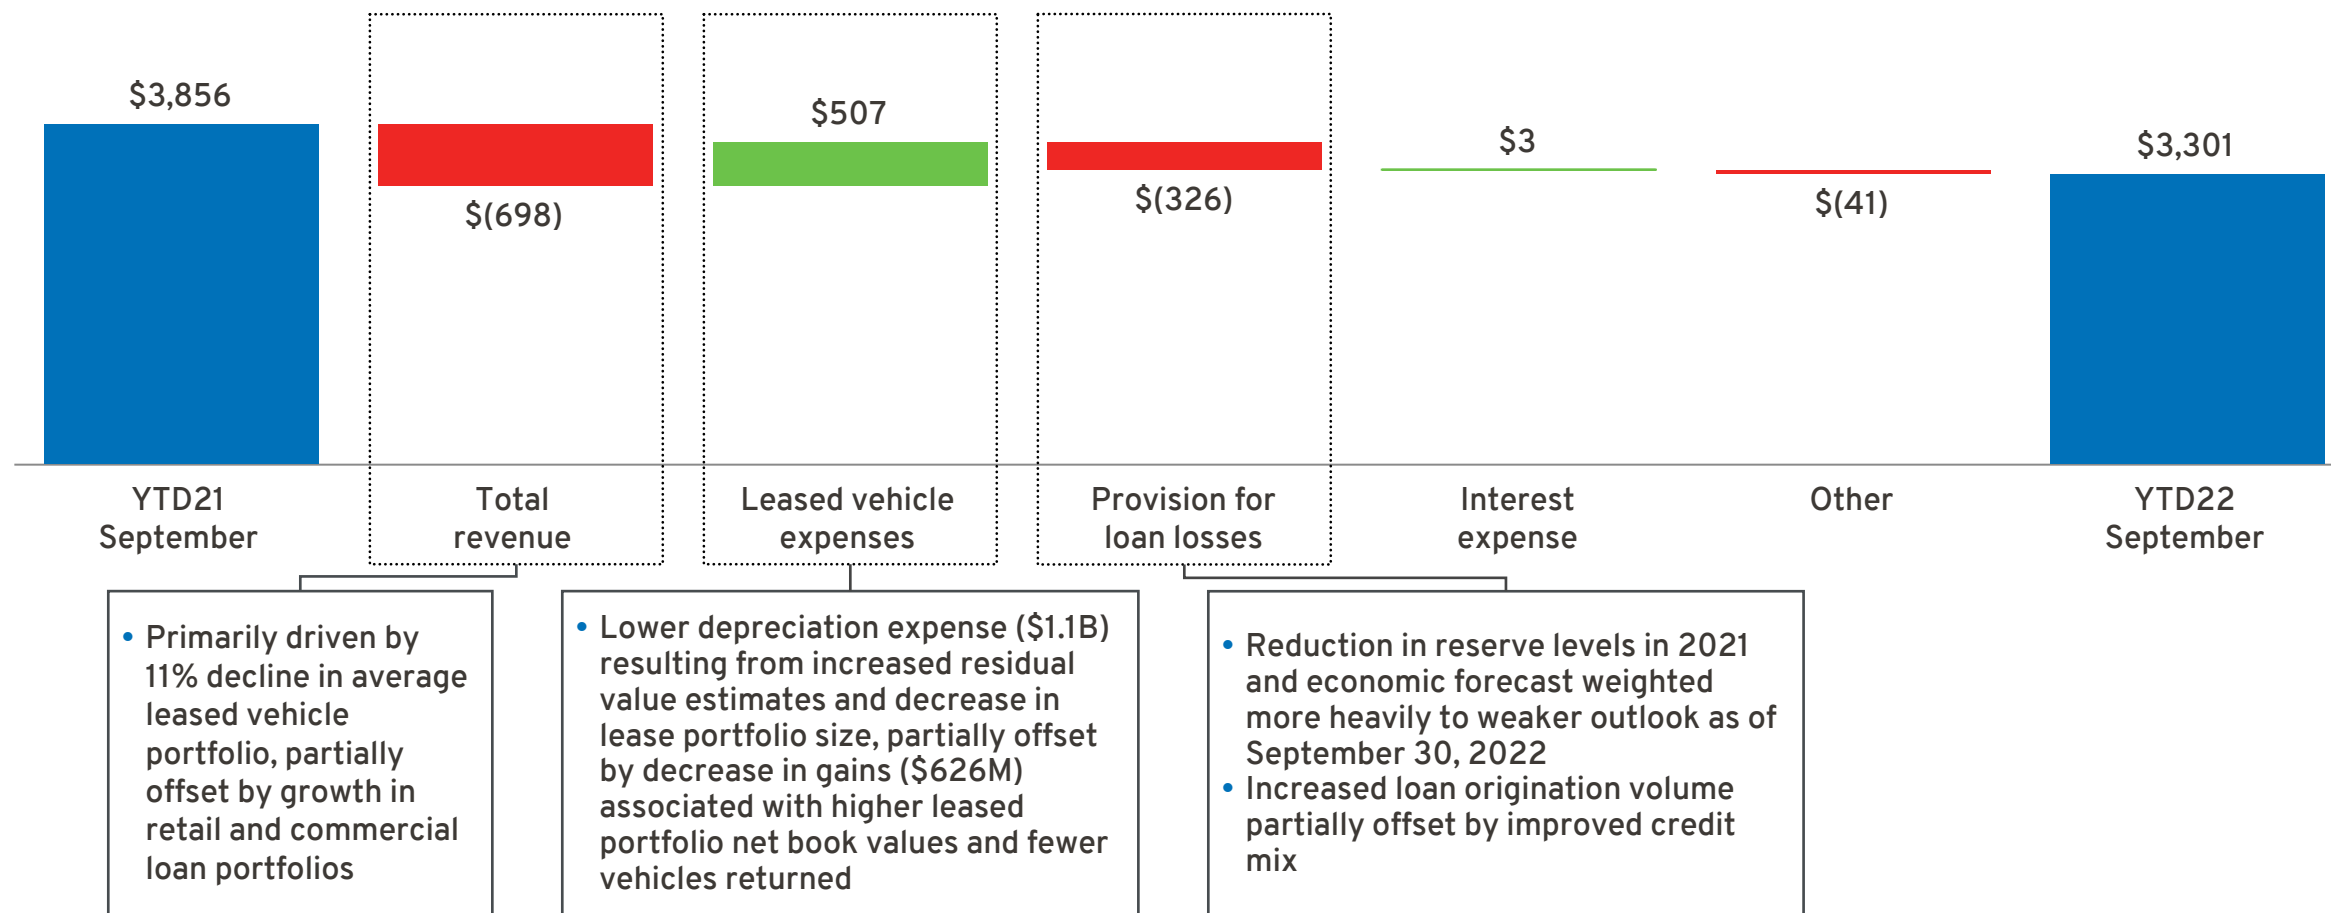 $3,856
$(698)
$507
$(326)
$3
$(41)
$3,301
YTD21
September
Total
revenue
Leased vehicle
expenses
Provision for
loan losses
Interest
expense
Other
YTD22
September
• Primarily driven by
11% decline in average
leased vehicle
portfolio, partially
offset by growth in
retail and commercial
loan portfolios
• Lower depreciation expense ($1.1B)
resulting from increased residual
value estimates and decrease in
lease portfolio size, partially offset
by decrease in gains ($626M)
associated with higher leased
portfolio net book values and fewer
vehicles returned
• Reduction in reserve levels in 2021
and economic forecast weighted
more heavily to weaker outlook as of
September 30, 2022
• Increased loan origination volume
partially offset by improved credit
mix